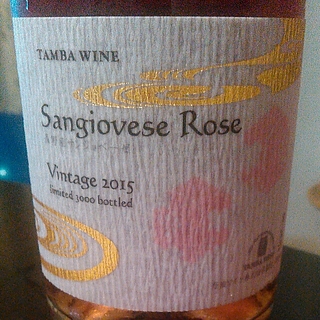 TAMBA WINE
Sangiovese Rose
Vintage 2015
limited 3000 bottled